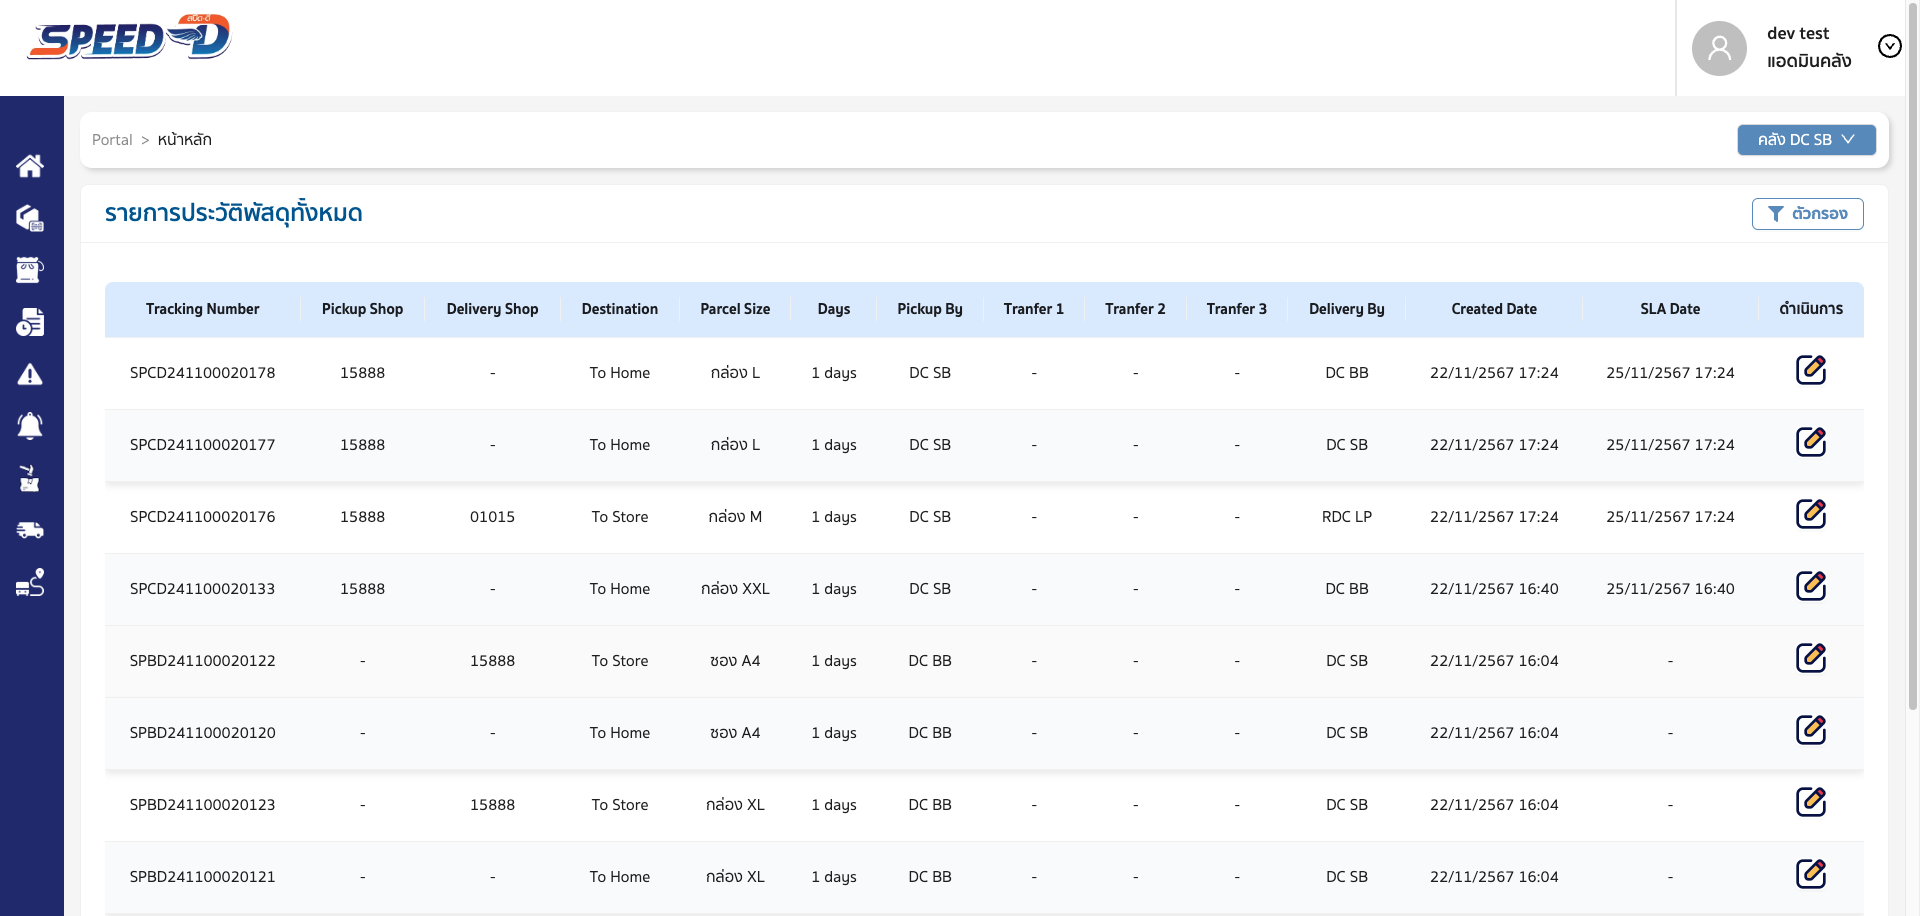 สปีด-ดี
SPEED-D
dev test
แอดมินคลัง
Portal > หน้าหลัก
คลัง DC SB
รายการประวัติพัสดุทั้งหมด
ตัวกรอง
Tracking Number Pickup Shop Delivery Shop Destination Parcel Size Days Pickup By Tranfer 1 Tranfer 2 Tranfer 3 Delivery By Created Date SLA Date ดำเนินการ
SPCD241100020178 15888 - To Home กล่อง L 1 days DC SB - - - DC BB 22/11/2567 17:24 25/11/2567 17:24
SPCD241100020177 15888 - To Home กล่อง L 1 days DC SB - - - DC SB 22/11/2567 17:24 25/11/2567 17:24
SPCD241100020176 15888 01015 To Store กล่อง M 1 days DC SB - - - RDC LP 22/11/2567 17:24 25/11/2567 17:24
SPCD241100020133 15888 - To Home กล่อง XXL 1 days DC SB - - - DC BB 22/11/2567 16:40 25/11/2567 16:40
SPBD241100020122 - 15888 To Store ซอง A4 1 days DC BB - - - DC SB 22/11/2567 16:04 -
SPBD241100020120 - - To Home ซอง A4 1 days DC BB - - - DC SB 22/11/2567 16:04 -
SPBD241100020123 - 15888 To Store กล่อง XL 1 days DC BB - - - DC SB 22/11/2567 16:04 -
SPBD241100020121 - - To Home กล่อง XL 1 days DC BB - - - DC SB 22/11/2567 16:04 -